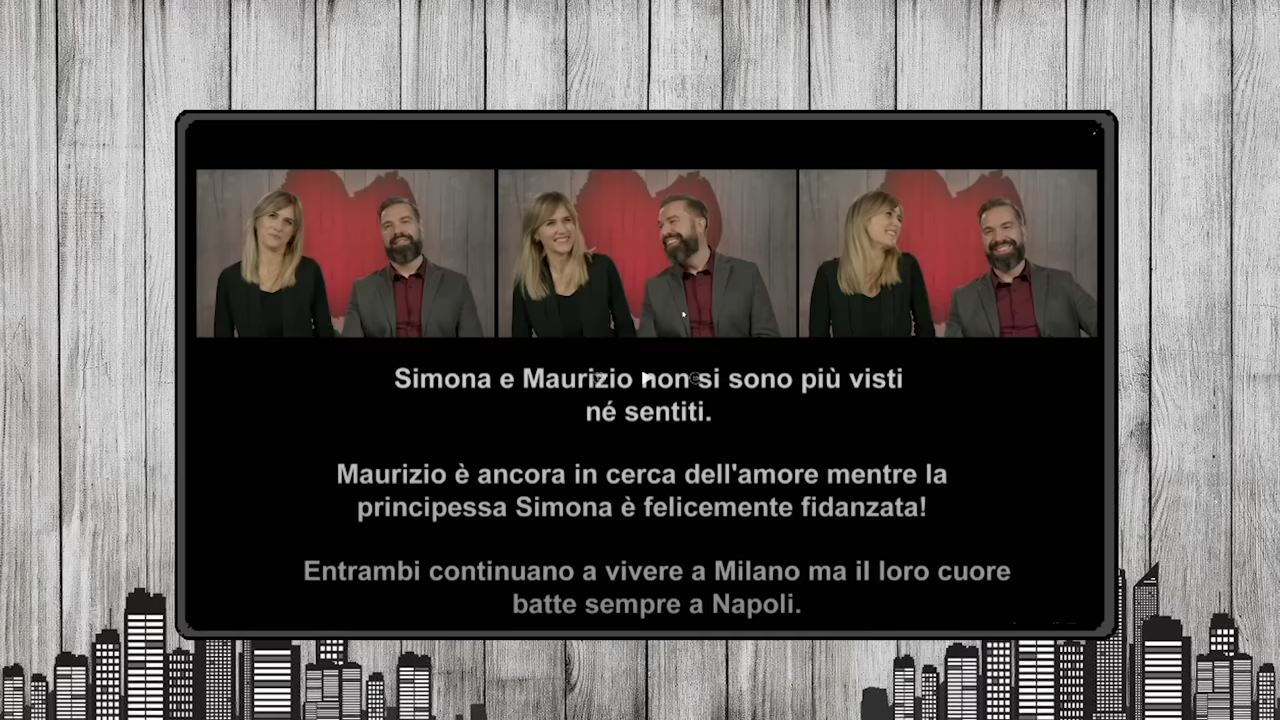 Simona e Maurizio non si sono più visti
né sentiti.
Maurizio è ancora in cerca dell'amore mentre la
principessa Simona è felicemente fidanzata!
Entrambi continuano a vivere a Milano ma il loro cuore
batte sempre a Napoli.